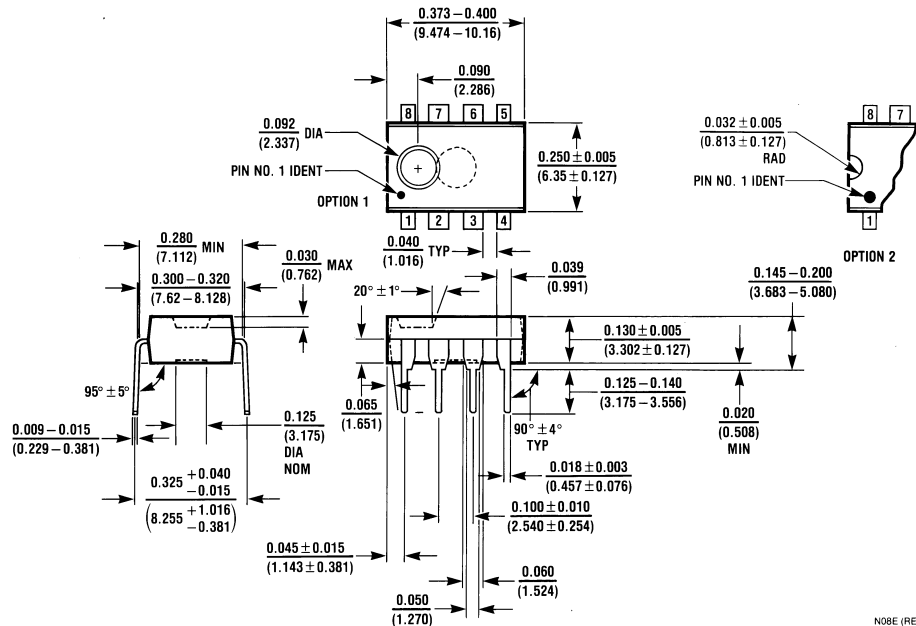 0.373–0.400
(9.474–10.16)
0.090
(2.286)
8 7 6 5
0.092 DIA
(2.337)
PIN NO. 1 IDENT
OPTION 1
0.250 ± 0.005
(6.35 ± 0.127)
1 2 3 4
0.032 ± 0.005
(0.813 ± 0.127)
RAD
PIN NO. 1 IDENT
8 7
1
OPTION 2
0.280 MIN
(7.112)
0.300–0.320
(7.62–8.128)
0.030 MAX
(0.762)
0.040 TYP
(1.016)
20° ± 1°
0.039
(0.991)
0.145–0.200
(3.683–5.080)
0.130 ± 0.005
(3.302 ± 0.127)
0.125–0.140
(3.175–3.556)
0.020
(0.508)
MIN
95° ± 5°
0.009–0.015
(0.229–0.381)
0.125
(3.175)
DIA
NOM
0.065
(1.651)
90° ± 4°
TYP
0.018 ± 0.003
(0.457 ± 0.076)
0.325 +0.040
−0.015
(8.255 +1.016
−0.381)
0.100 ± 0.010
(2.540 ± 0.254)
0.045 ± 0.015
(1.143 ± 0.381)
0.060
(1.524)
0.050
(1.270)
N08E (RE